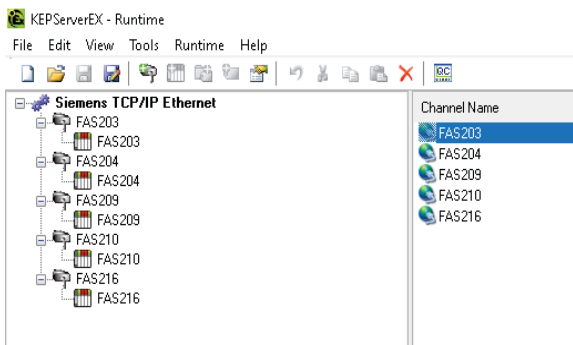 KEPServerEX - Runtime
File Edit View Tools Runtime Help
QC
Siemens TCP/IP Ethernet
FAS203
FAS203
FAS204
FAS204
FAS209
FAS209
FAS210
FAS210
FAS216
FAS216
Channel Name
FAS203
FAS204
FAS209
FAS210
FAS216